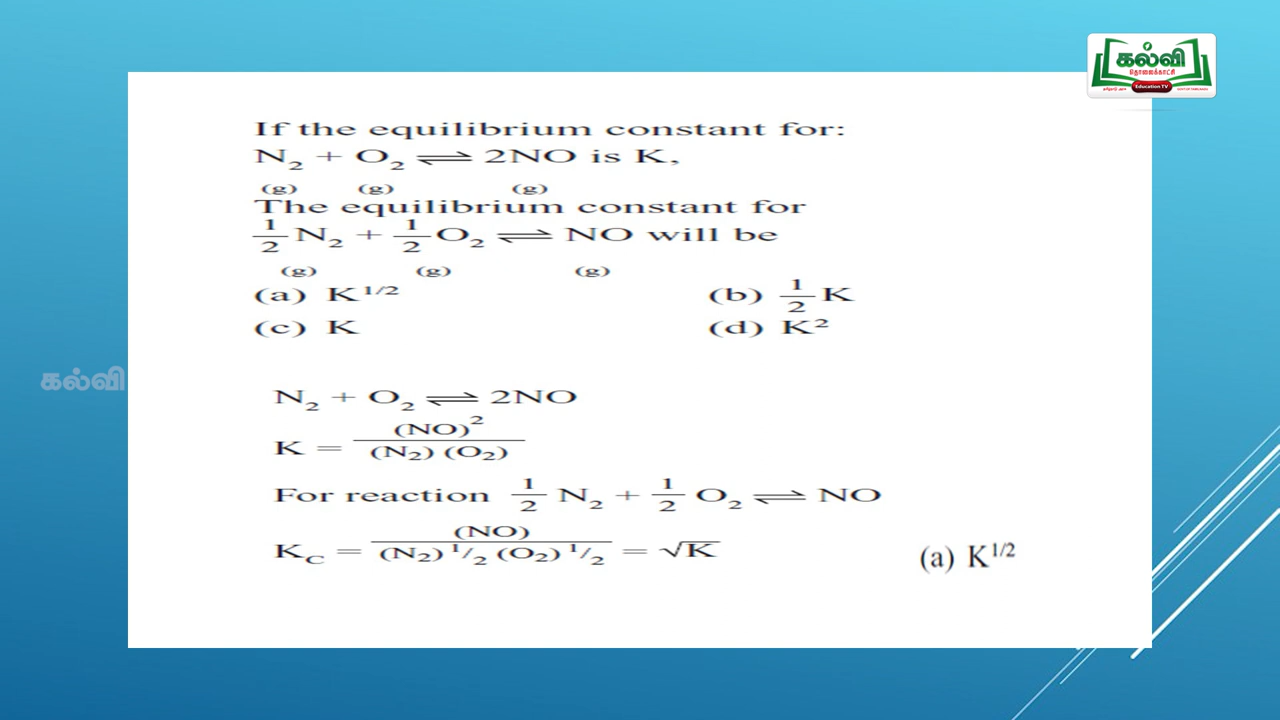 கல்வி
தொலைக்காட்சி
Education TV
If the equilibrium constant for:
N₂ + O₂ ⇌ 2NO is K,
(g) (g) (g)
The equilibrium constant for
1/2 N₂ + 1/2 O₂ ⇌ NO will be
(g) (g) (g)
(a) K^1/2 (b) 1/2 K
(c) K (d) K²
கல்வி
N₂ + O₂ ⇌ 2NO
K = (NO)² / (N₂) (O₂)
For reaction 1/2 N₂ + 1/2 O₂ ⇌ NO
K_C = (NO) / (N₂)^1/2 (O₂)^1/2 = √K
(a) K^1/2